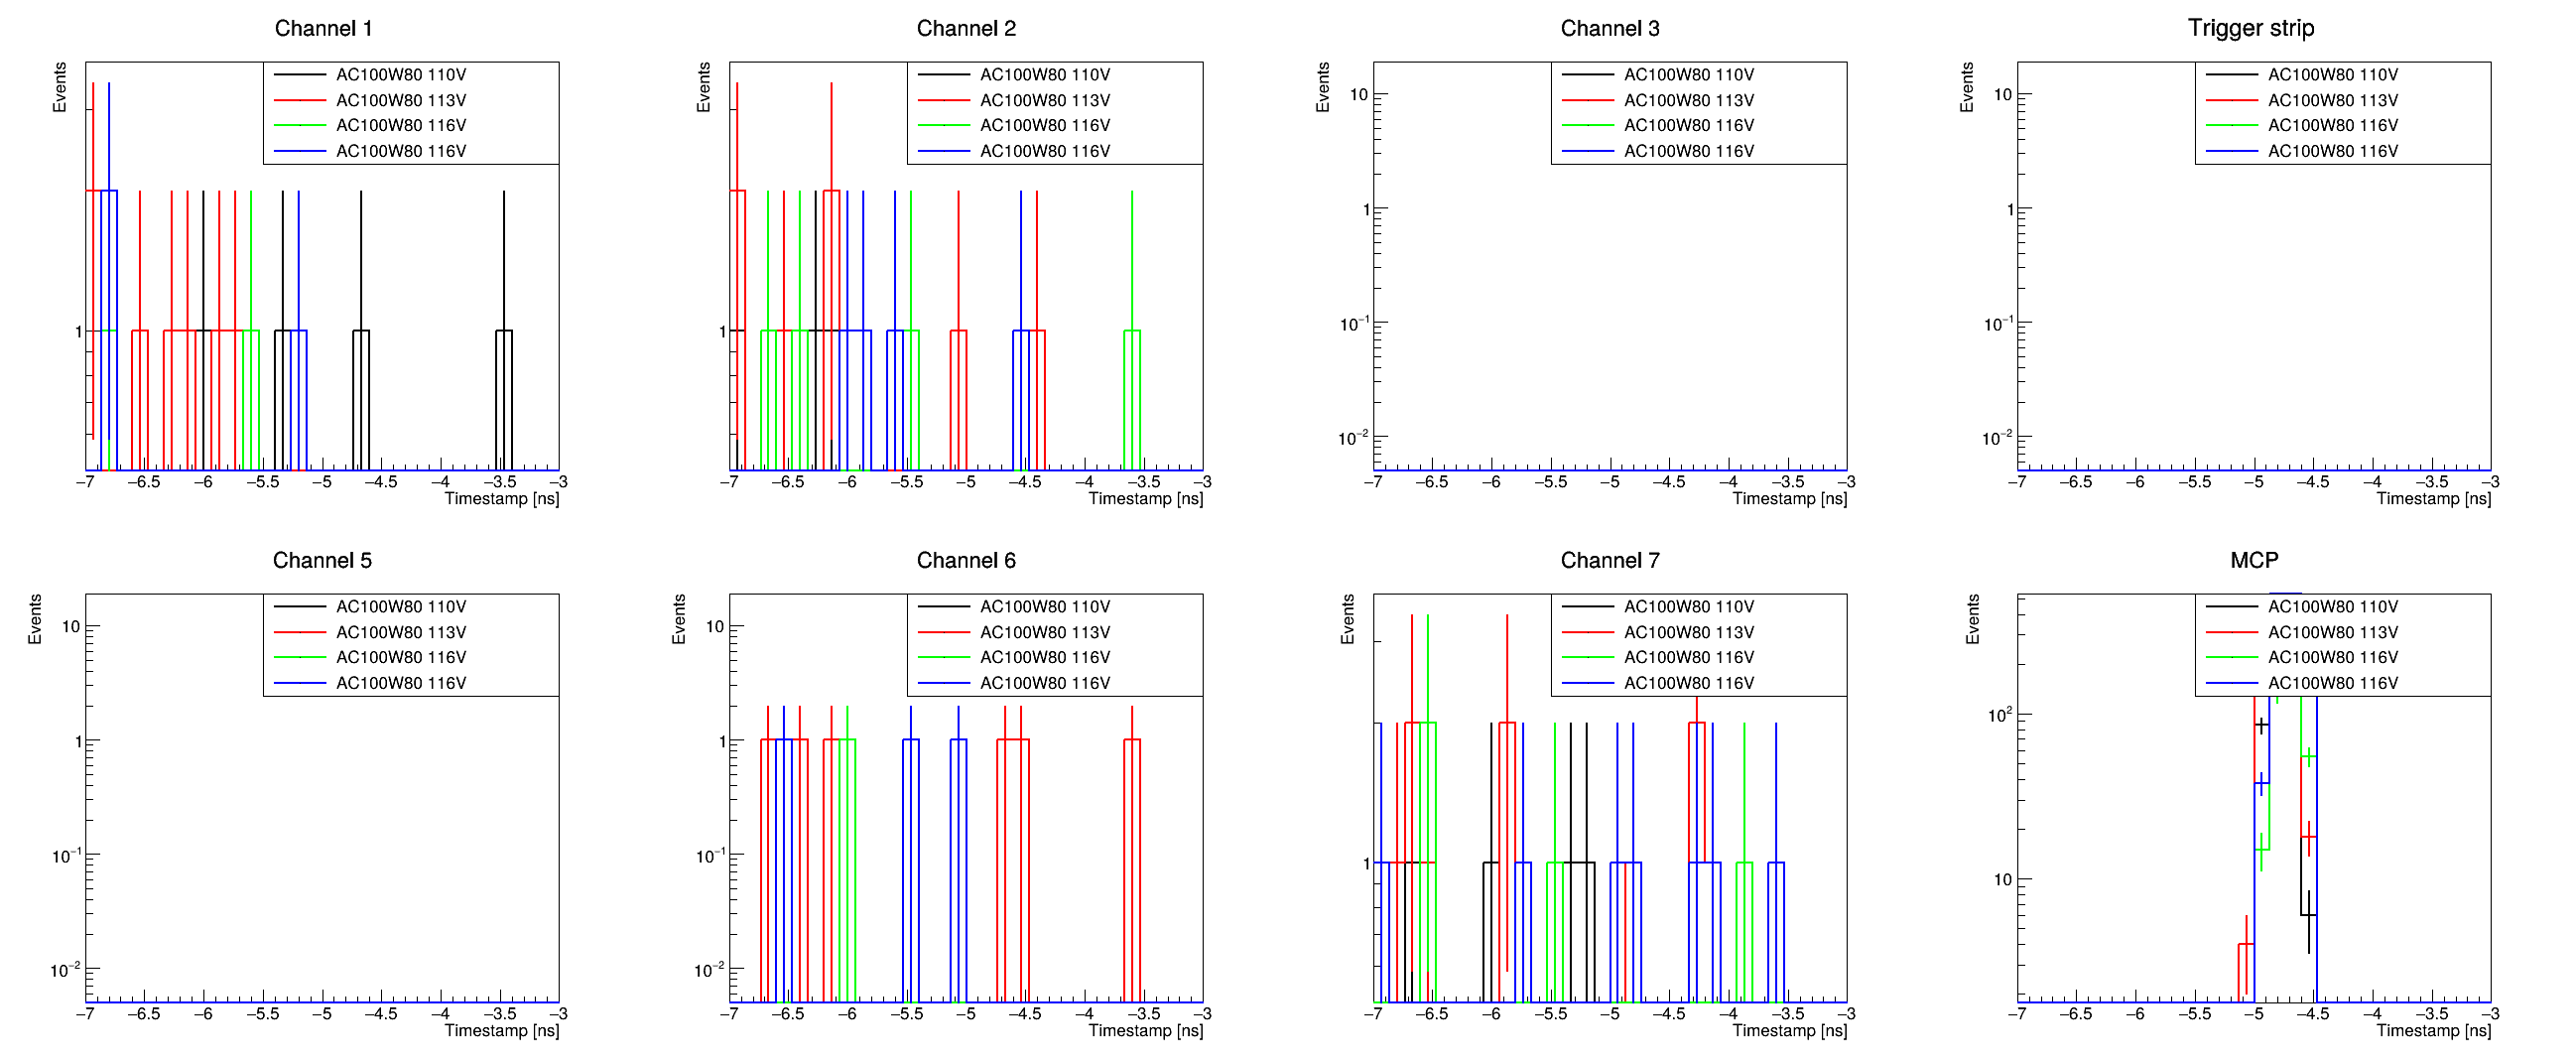 Channel 1
Events
AC100W80 110V
AC100W80 113V
AC100W80 116V
AC100W80 116V
1
−7 −6.5 −6 −5.5 −5 −4.5 −4 −3.5 −3
Timestamp [ns]
Channel 2
Events
AC100W80 110V
AC100W80 113V
AC100W80 116V
AC100W80 116V
1
−7 −6.5 −6 −5.5 −5 −4.5 −4 −3.5 −3
Timestamp [ns]
Channel 3
Events
AC100W80 110V
AC100W80 113V
AC100W80 116V
AC100W80 116V
10
1
10−1
10−2
−7 −6.5 −6 −5.5 −5 −4.5 −4 −3.5 −3
Timestamp [ns]
Trigger strip
Events
AC100W80 110V
AC100W80 113V
AC100W80 116V
AC100W80 116V
10
1
10−1
10−2
−7 −6.5 −6 −5.5 −5 −4.5 −4 −3.5 −3
Timestamp [ns]
Channel 5
Events
AC100W80 110V
AC100W80 113V
AC100W80 116V
AC100W80 116V
10
1
10−1
10−2
−7 −6.5 −6 −5.5 −5 −4.5 −4 −3.5 −3
Timestamp [ns]
Channel 6
Events
AC100W80 110V
AC100W80 113V
AC100W80 116V
AC100W80 116V
10
1
10−1
10−2
−7 −6.5 −6 −5.5 −5 −4.5 −4 −3.5 −3
Timestamp [ns]
Channel 7
Events
AC100W80 110V
AC100W80 113V
AC100W80 116V
AC100W80 116V
1
−7 −6.5 −6 −5.5 −5 −4.5 −4 −3.5 −3
Timestamp [ns]
MCP
Events
AC100W80 110V
AC100W80 113V
AC100W80 116V
AC100W80 116V
10²
10
−7 −6.5 −6 −5.5 −5 −4.5 −4 −3.5 −3
Timestamp [ns]